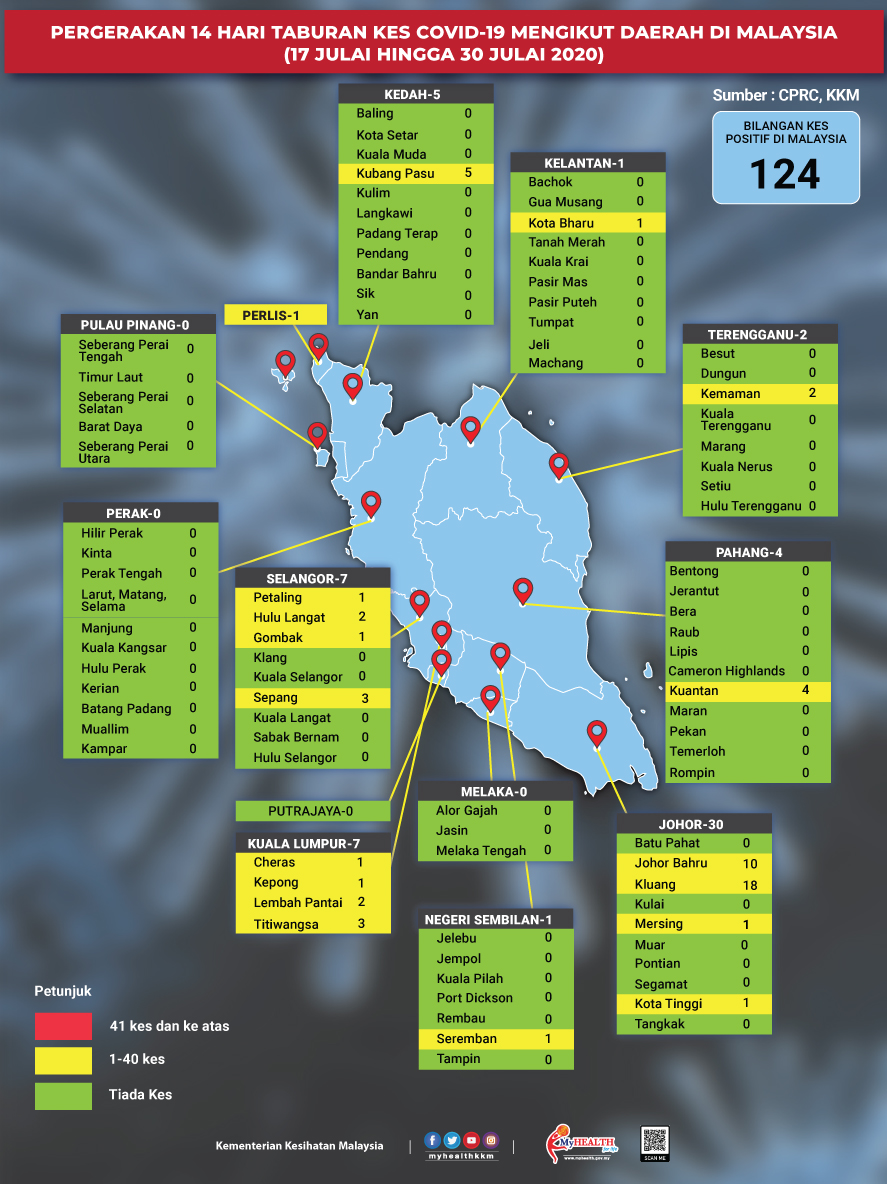 PERGERAKAN 14 HARI TABURAN KES COVID-19 MENGIKUT DAERAH DI MALAYSIA
(17 JULAI HINGGA 30 JULAI 2020)
Sumber : CPRC, KKM
BILANGAN KES
POSITIF DI MALAYSIA
124
KEDAH-5
Baling 0
Kota Setar 0
Kuala Muda 0
Kubang Pasu 5
Kulim 0
Langkawi 0
Padang Terap 0
Pendang 0
Bandar Bahru 0
Sik 0
Yan 0
KELANTAN-1
Bachok 0
Gua Musang 0
Kota Bharu 1
Tanah Merah 0
Kuala Krai 0
Pasir Mas 0
Pasir Puteh 0
Tumpat 0
Jeli 0
Machang 0
PERLIS-1
PULAU PINANG-0
Seberang Perai
Tengah 0
Timur Laut 0
Seberang Perai
Selatan 0
Barat Daya 0
Seberang Perai
Utara 0
TERENGGANU-2
Besut 0
Dungun 0
Kemaman 2
Kuala
Terengganu 0
Marang 0
Kuala Nerus 0
Setiu 0
Hulu Terengganu 0
PERAK-0
Hilir Perak 0
Kinta 0
Perak Tengah 0
Larut, Matang,
Selama 0
Manjung 0
Kuala Kangsar 0
Hulu Perak 0
Kerian 0
Batang Padang 0
Muallim 0
Kampar 0
SELANGOR-7
Petaling 1
Hulu Langat 2
Gombak 1
Klang 0
Kuala Selangor 0
Sepang 3
Kuala Langat 0
Sabak Bernam 0
Hulu Selangor 0
PAHANG-4
Bentong 0
Jerantut 0
Bera 0
Raub 0
Lipis 0
Cameron Highlands 0
Kuantan 4
Maran 0
Pekan 0
Temerloh 0
Rompin 0
PUTRAJAYA-0
KUALA LUMPUR-7
Cheras 1
Kepong 1
Lembah Pantai 2
Titiwangsa 3
MELAKA-0
Alor Gajah 0
Jasin 0
Melaka Tengah 0
JOHOR-30
Batu Pahat 0
Johor Bahru 10
Kluang 18
Kulai 0
Mersing 1
Muar 0
Pontian 0
Segamat 0
Kota Tinggi 1
Tangkak 0
NEGERI SEMBILAN-1
Jelebu 0
Jempol 0
Kuala Pilah 0
Port Dickson 0
Rembau 0
Seremban 1
Tampin 0
Petunjuk
41 kes dan ke atas
1-40 kes
Tiada Kes
Kementerian Kesihatan Malaysia
myhealthkkm
MyHEALTH
for life
www.myhealth.gov.my
SCAN ME